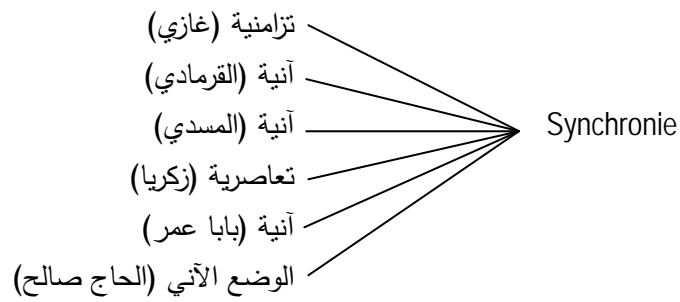 تزامنية (غازي)
آنية (القرمادي)
آنية (المسدي)
Synchronie
تعاصرية (زكريا)
آنية (بابا عمر)
الوضع الآني (الحاج صالح)